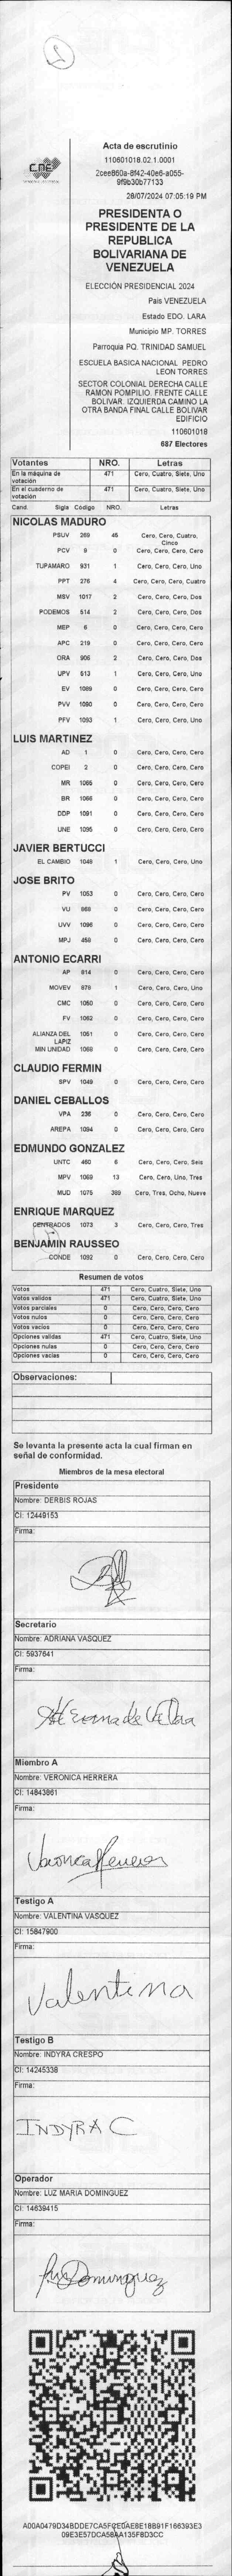 2
CNE
Acta de escrutinio
110601018.02.1.0001
2cee860a-8f42-40e6-a055-
9f9b30b77133
28/07/2024 07:05:19 PM
PRESIDENTA O
PRESIDENTE DE LA
REPUBLICA
BOLIVARIANA DE
VENEZUELA
ELECCIÓN PRESIDENCIAL 2024
Pais VENEZUELA
Estado EDO. LARA
Municipio MP. TORRES
Parroquia PQ. TRINIDAD SAMUEL
ESCUELA BASICA NACIONAL PEDRO
LEON TORRES
SECTOR COLONIAL DERECHA CALLE
RAMON POMPILIO. FRENTE CALLE
BOLIVAR. IZQUIERDA CAMINO LA
OTRA BANDA FINAL CALLE BOLIVAR
EDIFICIO
110601018
687 Electores
Votantes NRO. Letras
En la máquina de votación 471 Cero, Cuatro, Siete, Uno
En el cuaderno de votación 471 Cero, Cuatro, Siete, Uno
Cand. Sigla Código NRO. Letras
NICOLAS MADURO
PSUV 269 45 Cero, Cero, Cuatro, Cinco
PCV 9 0 Cero, Cero, Cero, Cero
TUPAMARO 931 1 Cero, Cero, Cero, Uno
PPT 276 4 Cero, Cero, Cero, Cuatro
MSV 1017 2 Cero, Cero, Cero, Dos
PODEMOS 514 2 Cero, Cero, Cero, Dos
MEP 6 0 Cero, Cero, Cero, Cero
APC 219 0 Cero, Cero, Cero, Cero
ORA 906 2 Cero, Cero, Cero, Dos
UPV 613 1 Cero, Cero, Cero, Uno
EV 1089 0 Cero, Cero, Cero, Cero
PVV 1090 0 Cero, Cero, Cero, Cero
PFV 1093 1 Cero, Cero, Cero, Uno
LUIS MARTINEZ
AD 1 0 Cero, Cero, Cero, Cero
COPEI 2 0 Cero, Cero, Cero, Cero
MR 1065 0 Cero, Cero, Cero, Cero
BR 1066 0 Cero, Cero, Cero, Cero
DDP 1091 0 Cero, Cero, Cero, Cero
UNE 1095 0 Cero, Cero, Cero, Cero
JAVIER BERTUCCI
EL CAMBIO 1048 1 Cero, Cero, Cero, Uno
JOSE BRITO
PV 1053 0 Cero, Cero, Cero, Cero
VU 868 0 Cero, Cero, Cero, Cero
UVV 1096 0 Cero, Cero, Cero, Cero
MPJ 458 0 Cero, Cero, Cero, Cero
ANTONIO ECARRI
AP 814 0 Cero, Cero, Cero, Cero
MOVEV 878 1 Cero, Cero, Cero, Uno
CMC 1050 0 Cero, Cero, Cero, Cero
FV 1052 0 Cero, Cero, Cero, Cero
ALIANZA DEL LAPIZ 1051 0 Cero, Cero, Cero, Cero
MIN UNIDAD 1068 0 Cero, Cero, Cero, Cero
CLAUDIO FERMIN
SPV 1049 0 Cero, Cero, Cero, Cero
DANIEL CEBALLOS
VPA 236 0 Cero, Cero, Cero, Cero
AREPA 1094 0 Cero, Cero, Cero, Cero
EDMUNDO GONZALEZ
UNTC 460 6 Cero, Cero, Cero, Seis
MPV 1069 13 Cero, Cero, Uno, Tres
MUD 1075 389 Cero, Tres, Ocho, Nueve
ENRIQUE MARQUEZ
CENTRADOS 1073 3 Cero, Cero, Cero, Tres
BENJAMIN RAUSSEO
CONDE 1092 0 Cero, Cero, Cero, Cero
Resumen de votos
Votos 471 Cero, Cuatro, Siete, Uno
Votos validos 471 Cero, Cuatro, Siete, Uno
Votos parciales 0 Cero, Cero, Cero, Cero
Votos nulos 0 Cero, Cero, Cero, Cero
Votos vacios 0 Cero, Cero, Cero, Cero
Opciones validas 471 Cero, Cuatro, Siete, Uno
Opciones nulas 0 Cero, Cero, Cero, Cero
Opciones vacias 0 Cero, Cero, Cero, Cero
Observaciones:
Se levanta la presente acta la cual firman en
señal de conformidad.
Miembros de la mesa electoral
Presidente
Nombre: DERBIS ROJAS
CI: 12449153
Firma:
Secretario
Nombre: ADRIANA VASQUEZ
CI: 5937641
Firma:
Miembro A
Nombre: VERONICA HERRERA
CI: 14843861
Firma:
Veronica Herrera
Testigo A
Nombre: VALENTINA VASQUEZ
CI: 15847900
Firma:
Valentina
Testigo B
Nombre: INDYRA CRESPO
CI: 14245338
Firma:
INDYRA C
Operador
Nombre: LUZ MARIA DOMINGUEZ
CI: 14639415
Firma:
Luz Dominguez
A00A0479D34BDDE7CA5FCE0AE8E18B91F166393E3
09E3E57DCA58AA135F8D3CC